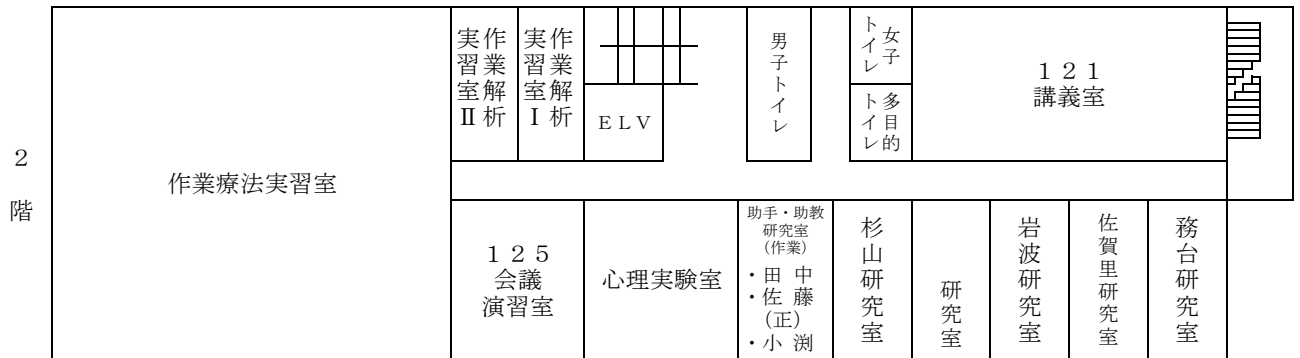 2階
作業療法実習室
作業解析
実習室Ⅱ
作業解析
実習室Ⅰ
ELV
男子トイレ
女子
トイレ
多目的
トイレ
121
講義室
125
会議
演習室
心理実験室
助手・助教
研究室
(作業)
・田中
・佐藤
(正)
・小渕
杉山研究室
研究室
岩波研究室
佐賀里研究室
務台研究室